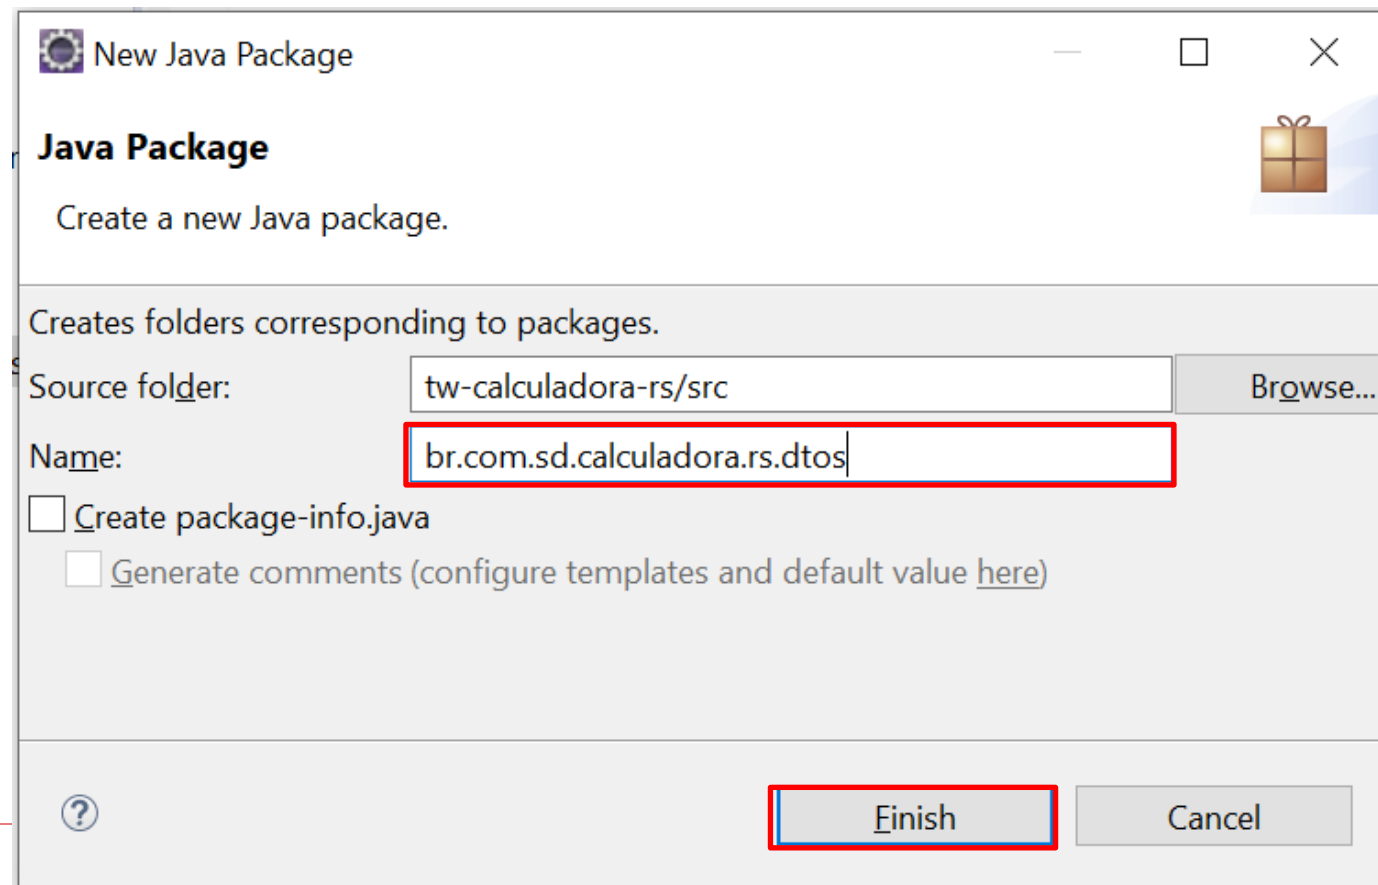 New Java Package
Java Package
Create a new Java package.
Creates folders corresponding to packages.
Source folder: tw-calculadora-rs/src Browse...
Name: br.com.sd.calculadora.rs.dtos
Create package-info.java
Generate comments (configure templates and default value here)
? Finish Cancel